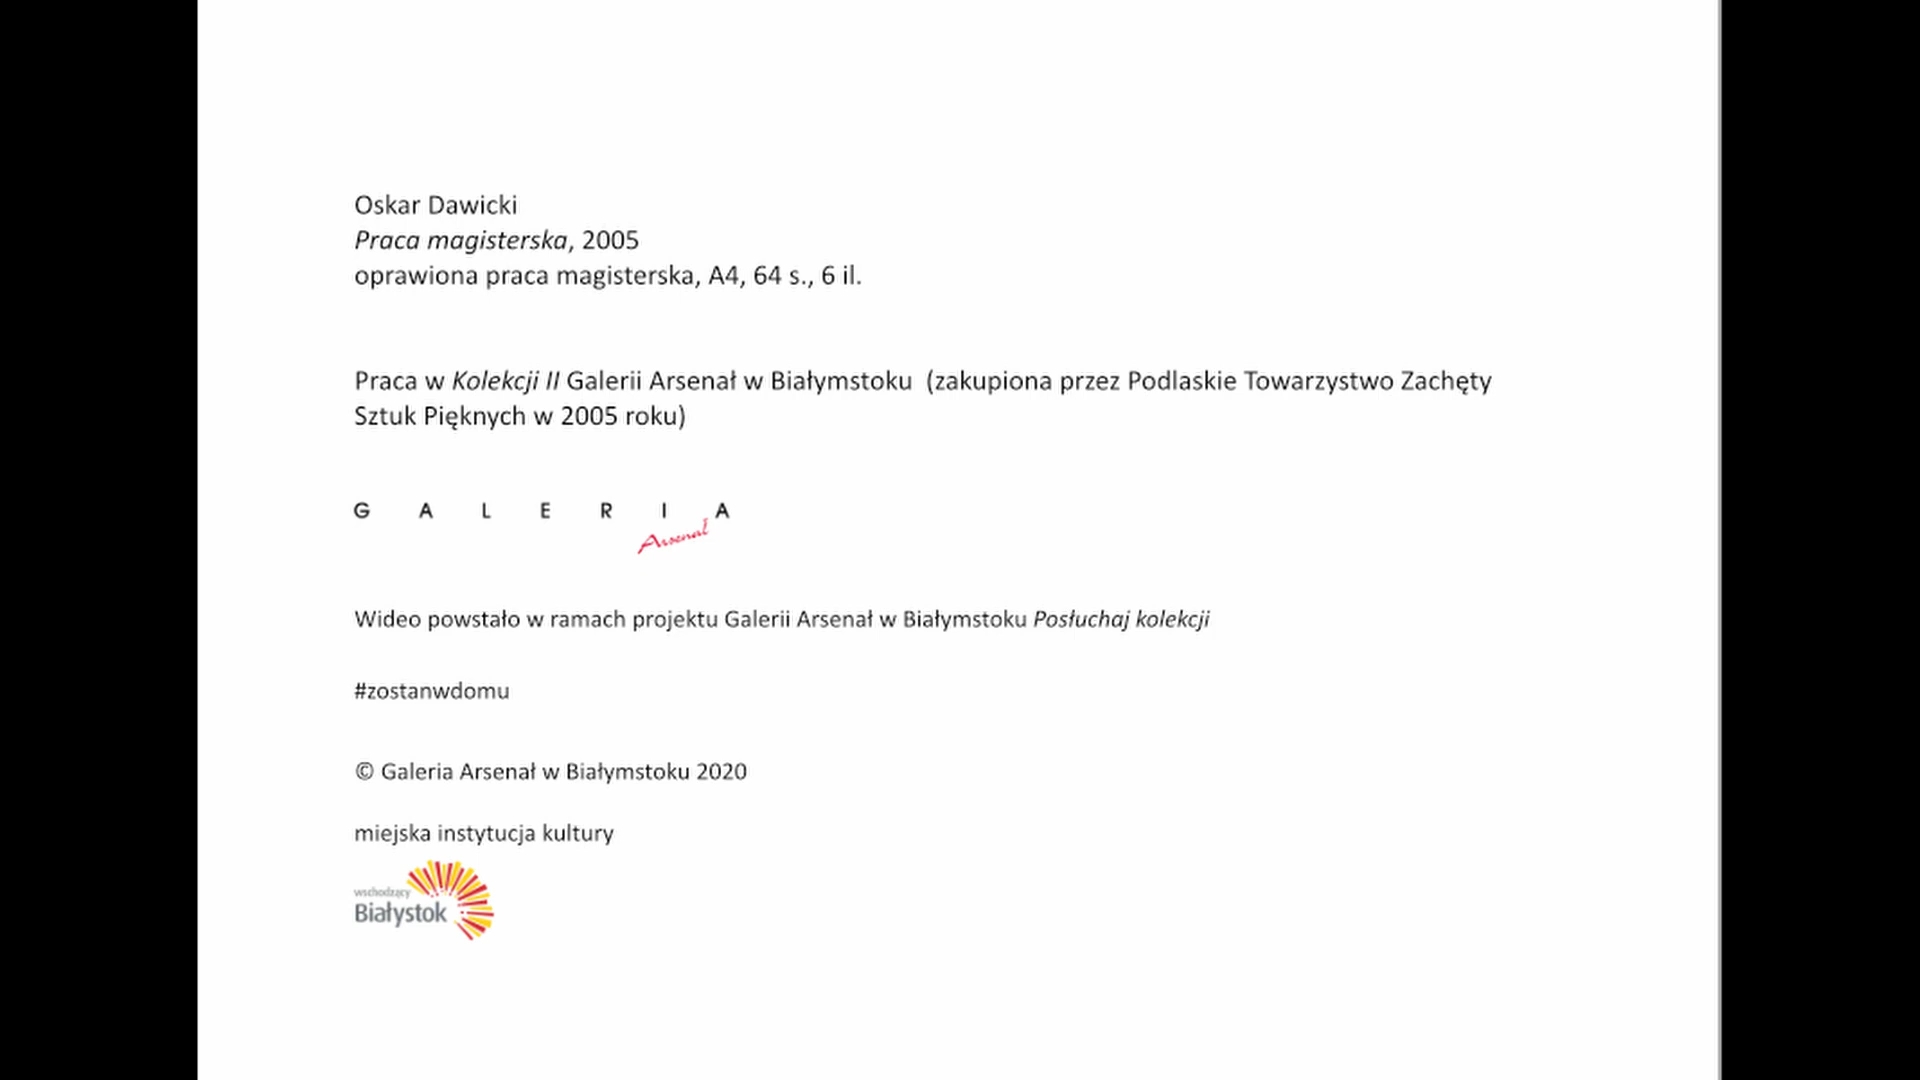 Oskar Dawicki
Praca magisterska, 2005
oprawiona praca magisterska, A4, 64 s., 6 il.
Praca w Kolekcji II Galerii Arsenał w Białymstoku (zakupiona przez Podlaskie Towarzystwo Zachęty
Sztuk Pięknych w 2005 roku)
G A L E R I A
Arsenał
Wideo powstało w ramach projektu Galerii Arsenał w Białymstoku Posłuchaj kolekcji
#zostanwdomu
© Galeria Arsenał w Białymstoku 2020
miejska instytucja kultury
wschodzący
Białystok